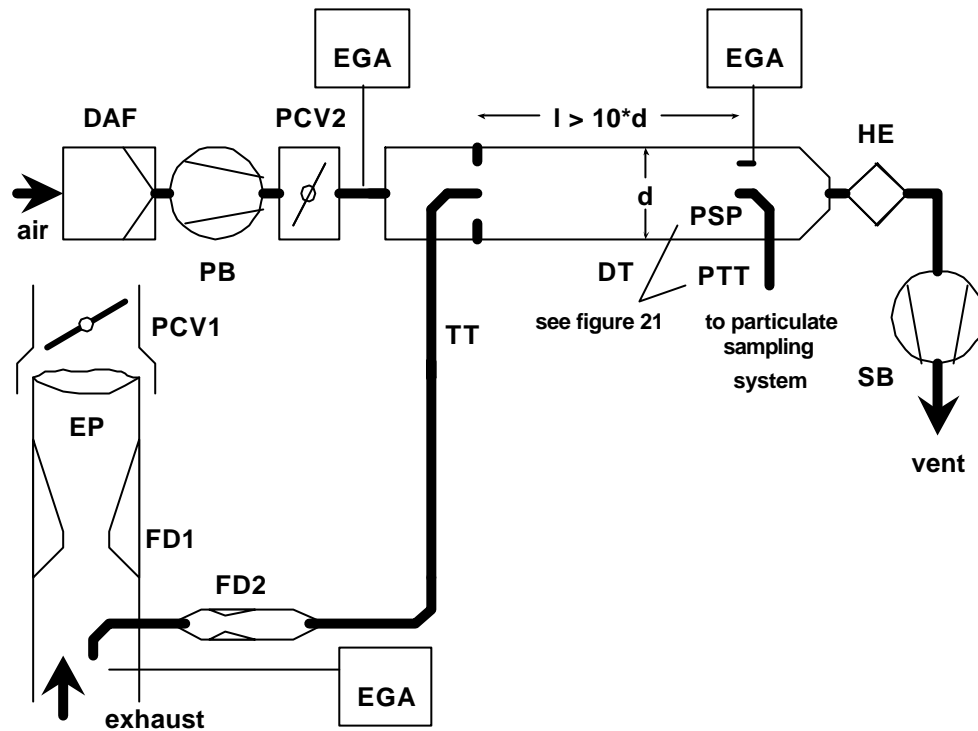 EGA
EGA
DAF
PCV2
l > 10*d
HE
air
d
PSP
PB
DT
PTT
PCV1
TT
see figure 21
to particulate
sampling
system
SB
EP
vent
FD1
FD2
EGA
exhaust